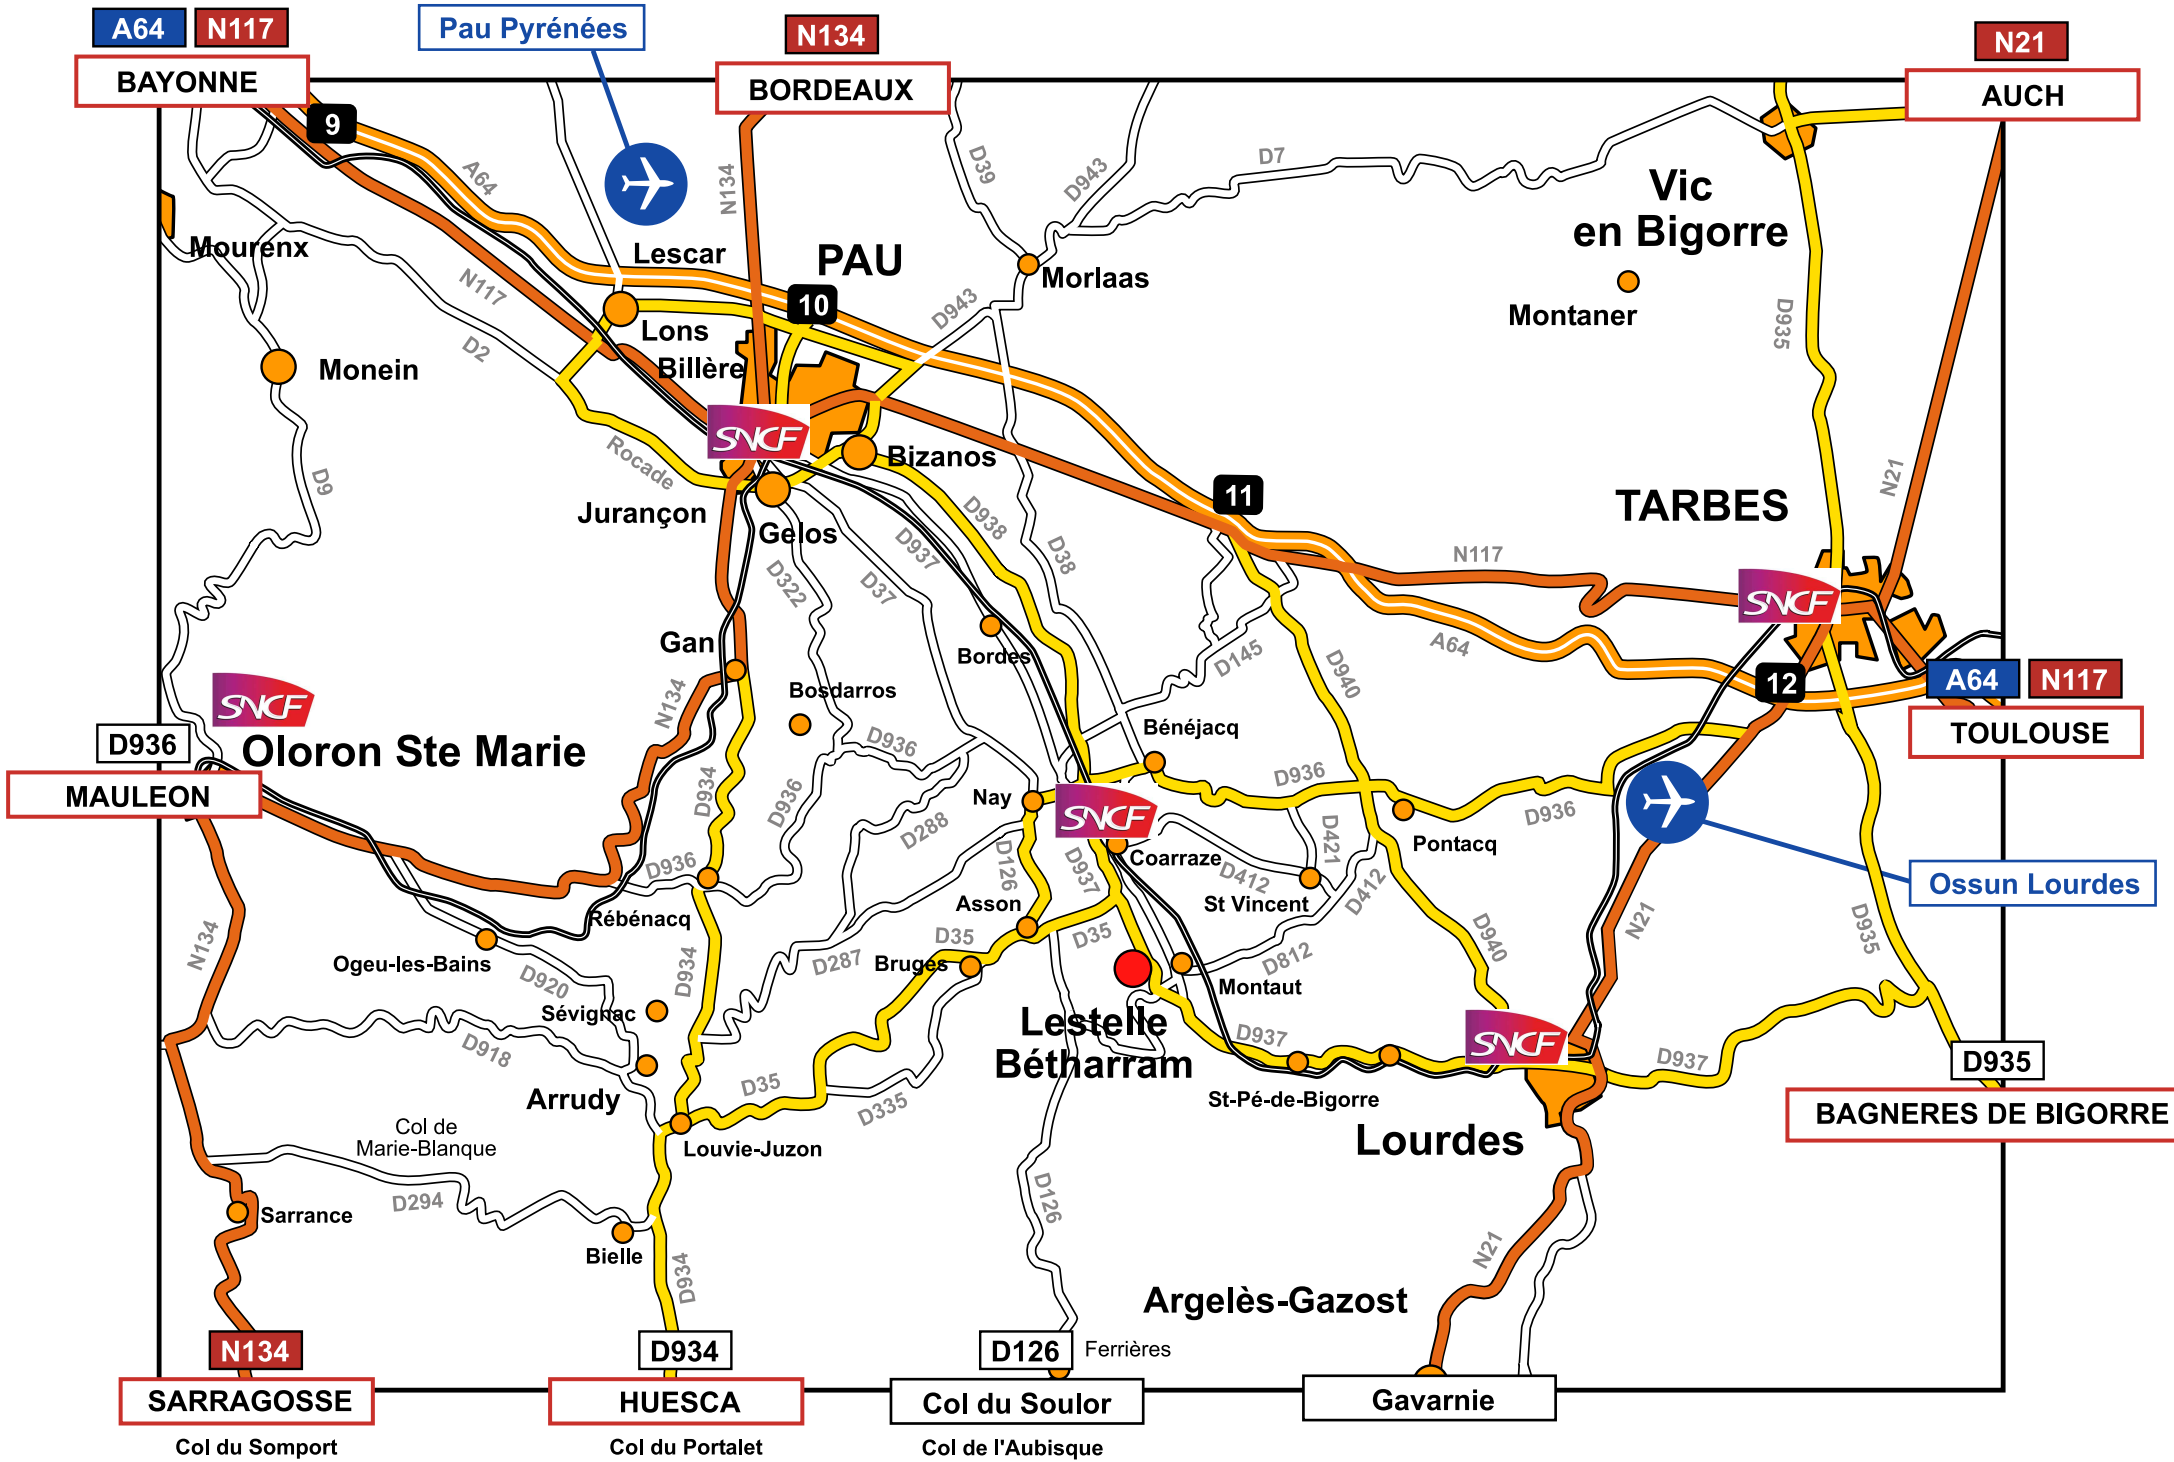 A64
N117
BAYONNE
Pau Pyrénées
N134
BORDEAUX
N21
AUCH
9
A64
N134
D39
D943
D7
Vic
en Bigorre
Mourenx
Lescar
PAU
Morlaas
N117
10
D943
Montaner
D935
D2
Lons
Billère
Monein
SNCF
Rocade
Bizanos
D9
Jurançon
Gelos
D937
D938
11
TARBES
N21
D322
D37
D38
N117
SNCF
Gan
Bordes
D145
D940
A64
12
A64
N117
TOULOUSE
SNCF
D936
Oloron Ste Marie
MAULEON
N134
Bosdarros
D936
Bénéjacq
D934
D936
Nay
SNCF
D936
D936
D288
D421
Pontacq
Coarraze
D412
D412
St Vincent
D936
Rébénacq
D126
D937
Asson
Ossun Lourdes
N134
Ogeu-les-Bains
D920
D934
D287
D35
Bruges
D35
D812
D940
N21
D935
Montaut
Sévignac
Lestelle
Bétharram
D937
SNCF
D937
D935
D918
Arrudy
D35
D335
St-Pé-de-Bigorre
BAGNERES DE BIGORRE
Col de
Marie-Blanque
Louvie-Juzon
Lourdes
D294
Sarrance
D126
Bielle
D934
N21
Argelès-Gazost
N134
SARRAGOSSE
Col du Somport
D934
HUESCA
Col du Portalet
D126
Ferrières
Col du Soulor
Col de l'Aubisque
Gavarnie